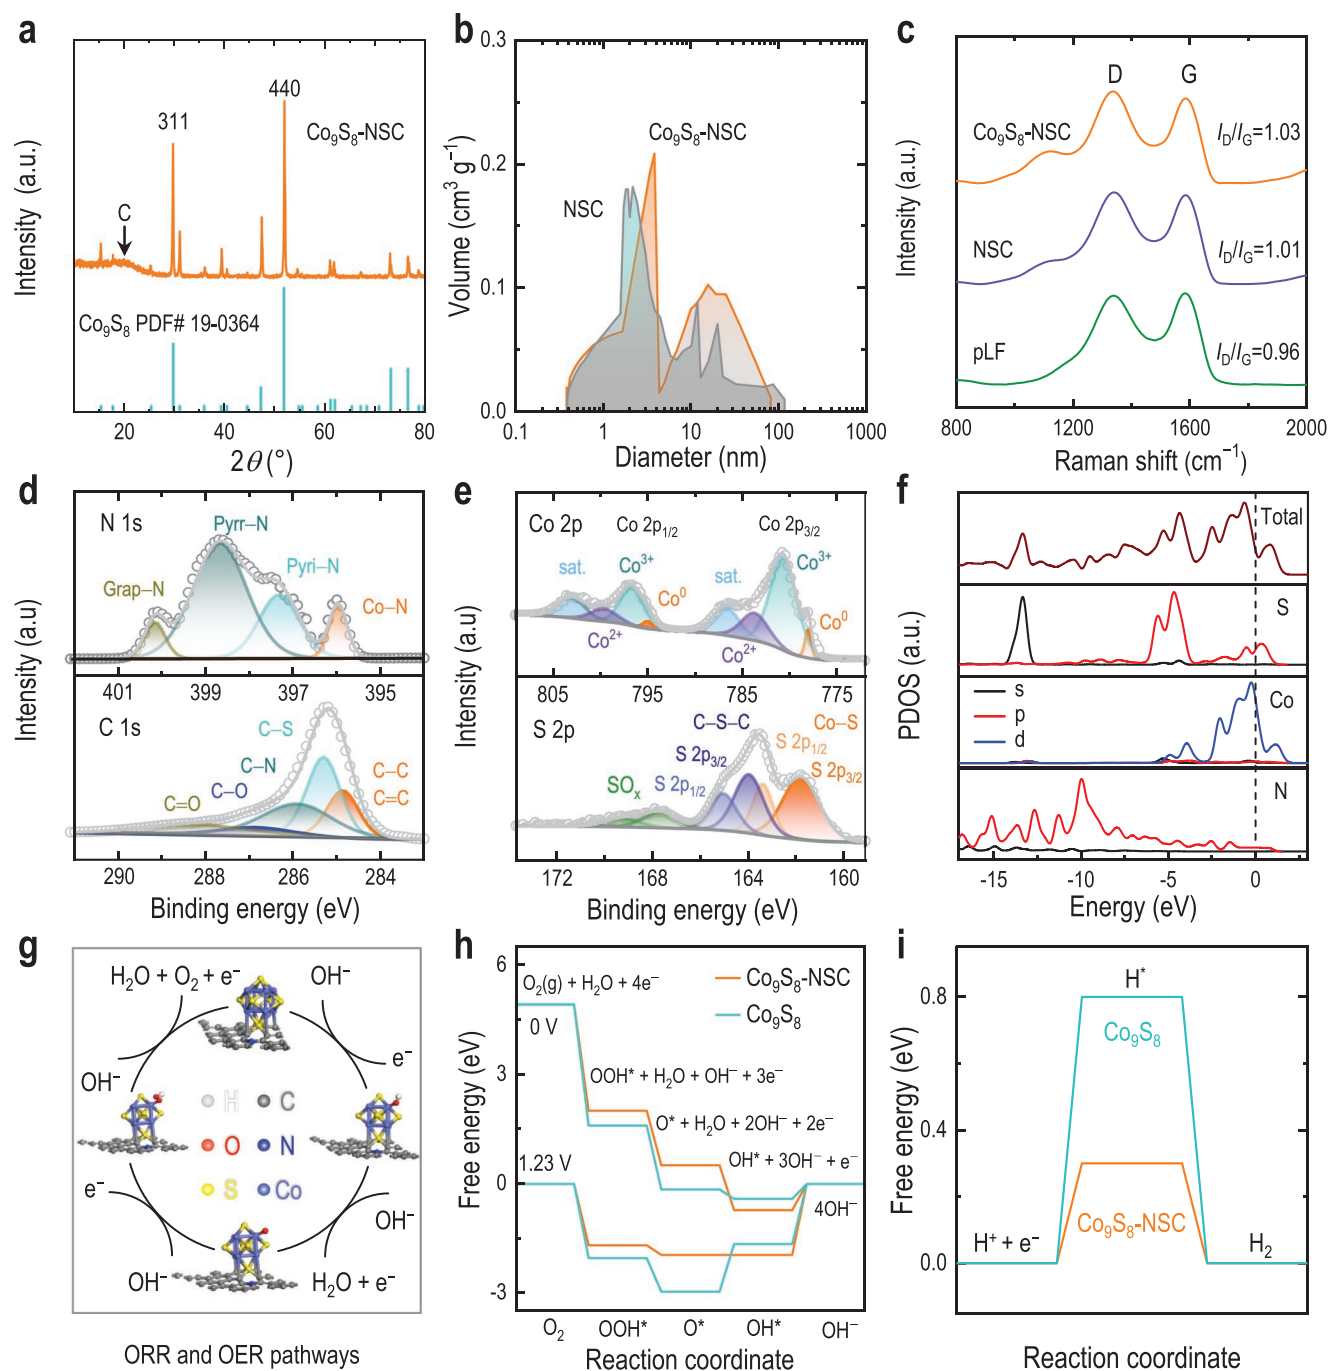 a
Intensity (a.u.)
311
440
Co₉S₈-NSC
C
Co₉S₈ PDF# 19-0364
20
40
60
80
2θ (°)
b
Volume (cm³ g⁻¹)
0.3
0.2
0.1
0.0
Co₉S₈-NSC
NSC
0.1
1
10
100
1000
Diameter (nm)
c
Intensity (a.u.)
D
G
Co₉S₈-NSC
I_D/I_G=1.03
NSC
I_D/I_G=1.01
pLF
I_D/I_G=0.96
800
1200
1600
2000
Raman shift (cm⁻¹)
d
Intensity (a.u)
N 1s
Pyrr–N
Pyri–N
Grap–N
Co–N
401
399
397
395
C 1s
C–S
C–N
C–O
C=O
C–C
C=C
290
288
286
284
Binding energy (eV)
e
Intensity (a.u)
Co 2p
Co 2p₁/₂
Co 2p₃/₂
sat.
Co³⁺
Co⁰
Co²⁺
sat.
Co³⁺
Co⁰
Co²⁺
805
795
785
775
S 2p
C–S–C
Co–S
S 2p₃/₂
S 2p₁/₂
S 2p₁/₂
S 2p₃/₂
SOₓ
172
168
164
160
Binding energy (eV)
f
PDOS (a.u.)
Total
S
s
p
d
Co
N
-15
-10
-5
0
Energy (eV)
g
H₂O + O₂ + e⁻
OH⁻
e⁻
OH⁻
H
C
O
N
S
Co
e⁻
OH⁻
OH⁻
H₂O + e⁻
ORR and OER pathways
h
Free energy (eV)
6
3
0
-3
O₂(g) + H₂O + 4e⁻
Co₉S₈-NSC
Co₉S₈
0 V
OOH* + H₂O + OH⁻ + 3e⁻
O* + H₂O + 2OH⁻ + 2e⁻
OH* + 3OH⁻ + e⁻
1.23 V
4OH⁻
O₂
OOH*
O*
OH*
OH⁻
Reaction coordinate
i
Free energy (eV)
0.8
0.4
0.0
H*
Co₉S₈
Co₉S₈-NSC
H⁺ + e⁻
H₂
Reaction coordinate